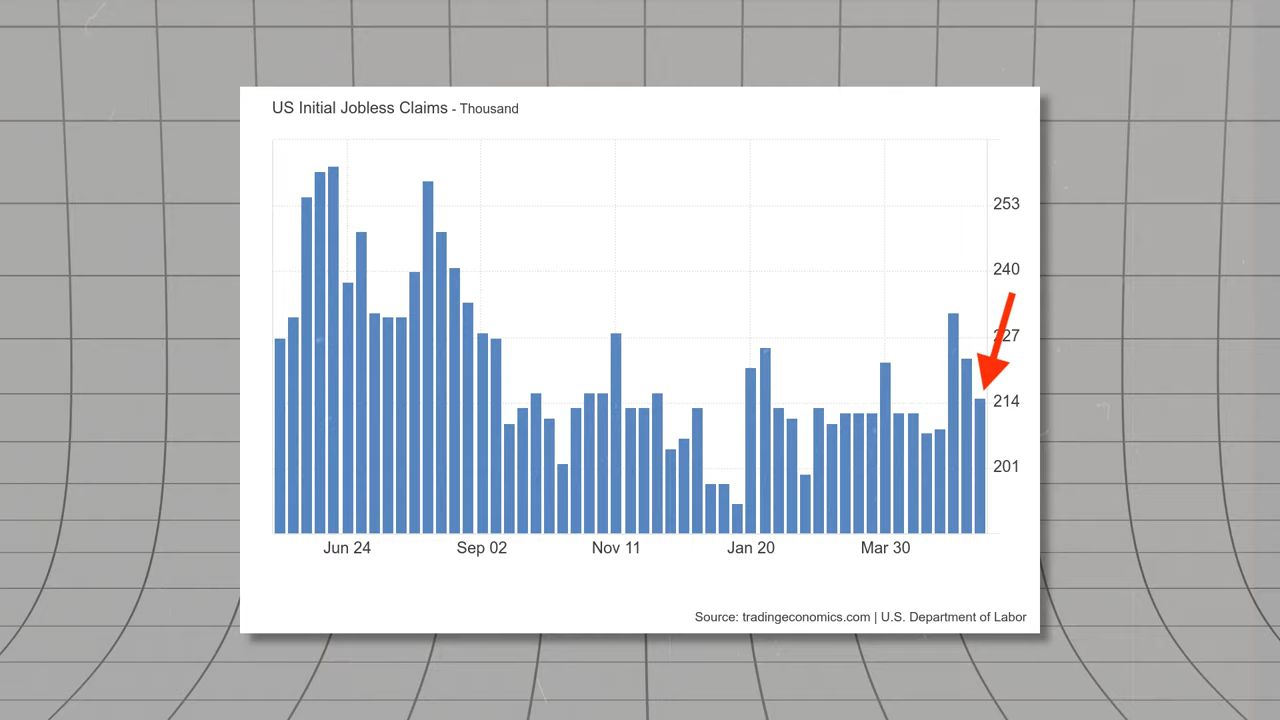 US Initial Jobless Claims - Thousand
253
240
27
214
201
Jun 24 Sep 02 Nov 11 Jan 20 Mar 30
Source: tradingeconomics.com | U.S. Department of Labor